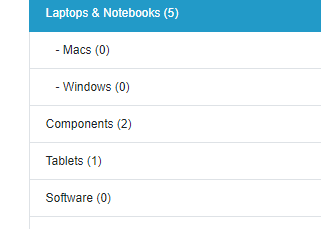 Laptops & Notebooks (5)
- Macs (0)
- Windows (0)
Components (2)
Tablets (1)
Software (0)